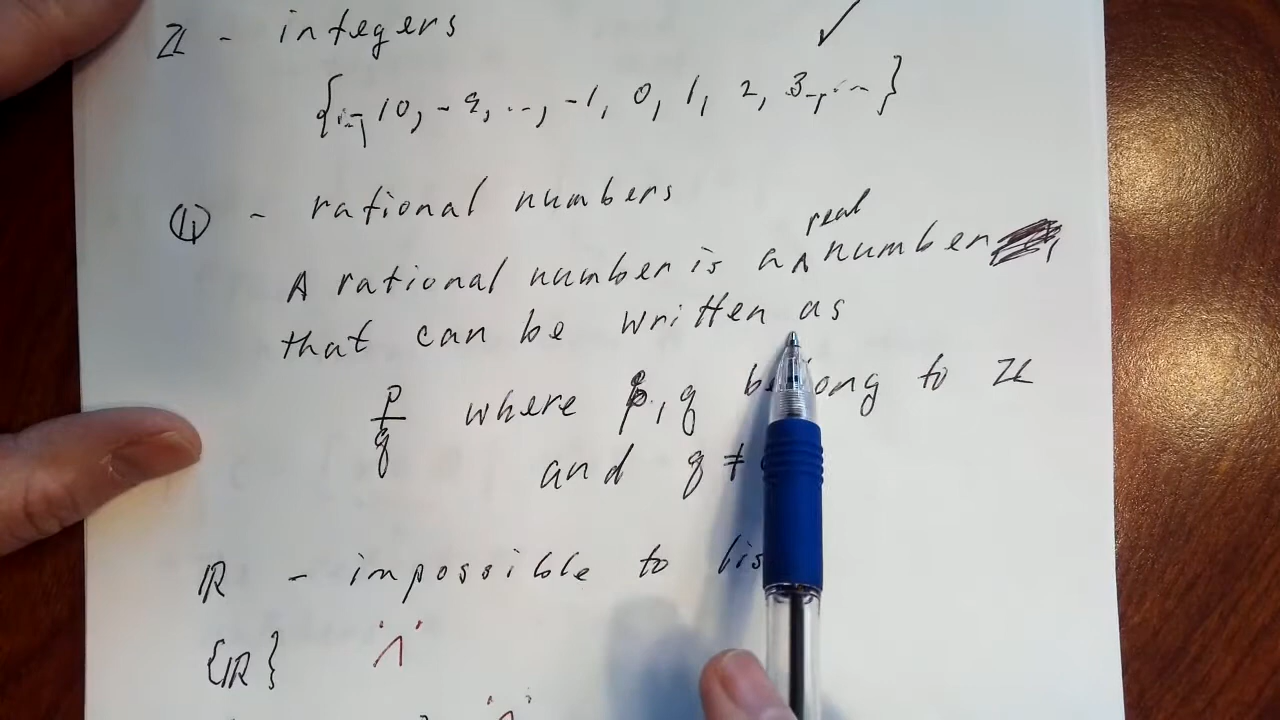 ℤ - integers
{...,-10, -9, ..., -1, 0, 1, 2, 3, ...}
ℚ - rational numbers
A rational number is a real number,
that can be written as
p/q where p, q belong to ℤ
and q ≠
ℝ - impossible to lis
{ℝ}